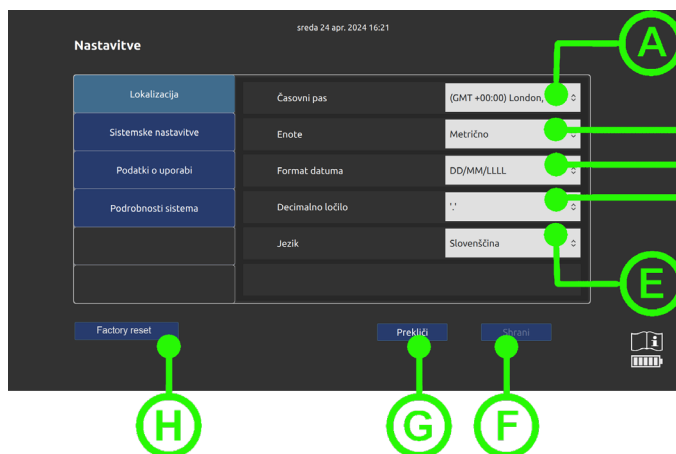 sreda 24 apr. 2024 16:21
Nastavitve
A
Lokalizacija
Časovni pas
(GMT +00:00) London,
Sistemske nastavitve
Enote
Metrično
Podatki o uporabi
Format datuma
DD/MM/LLLL
Podrobnosti sistema
Decimalno ločilo
'.'
Jezik
Slovenščina
E
Factory reset
Prekliči
Shrani
i
H
G
F